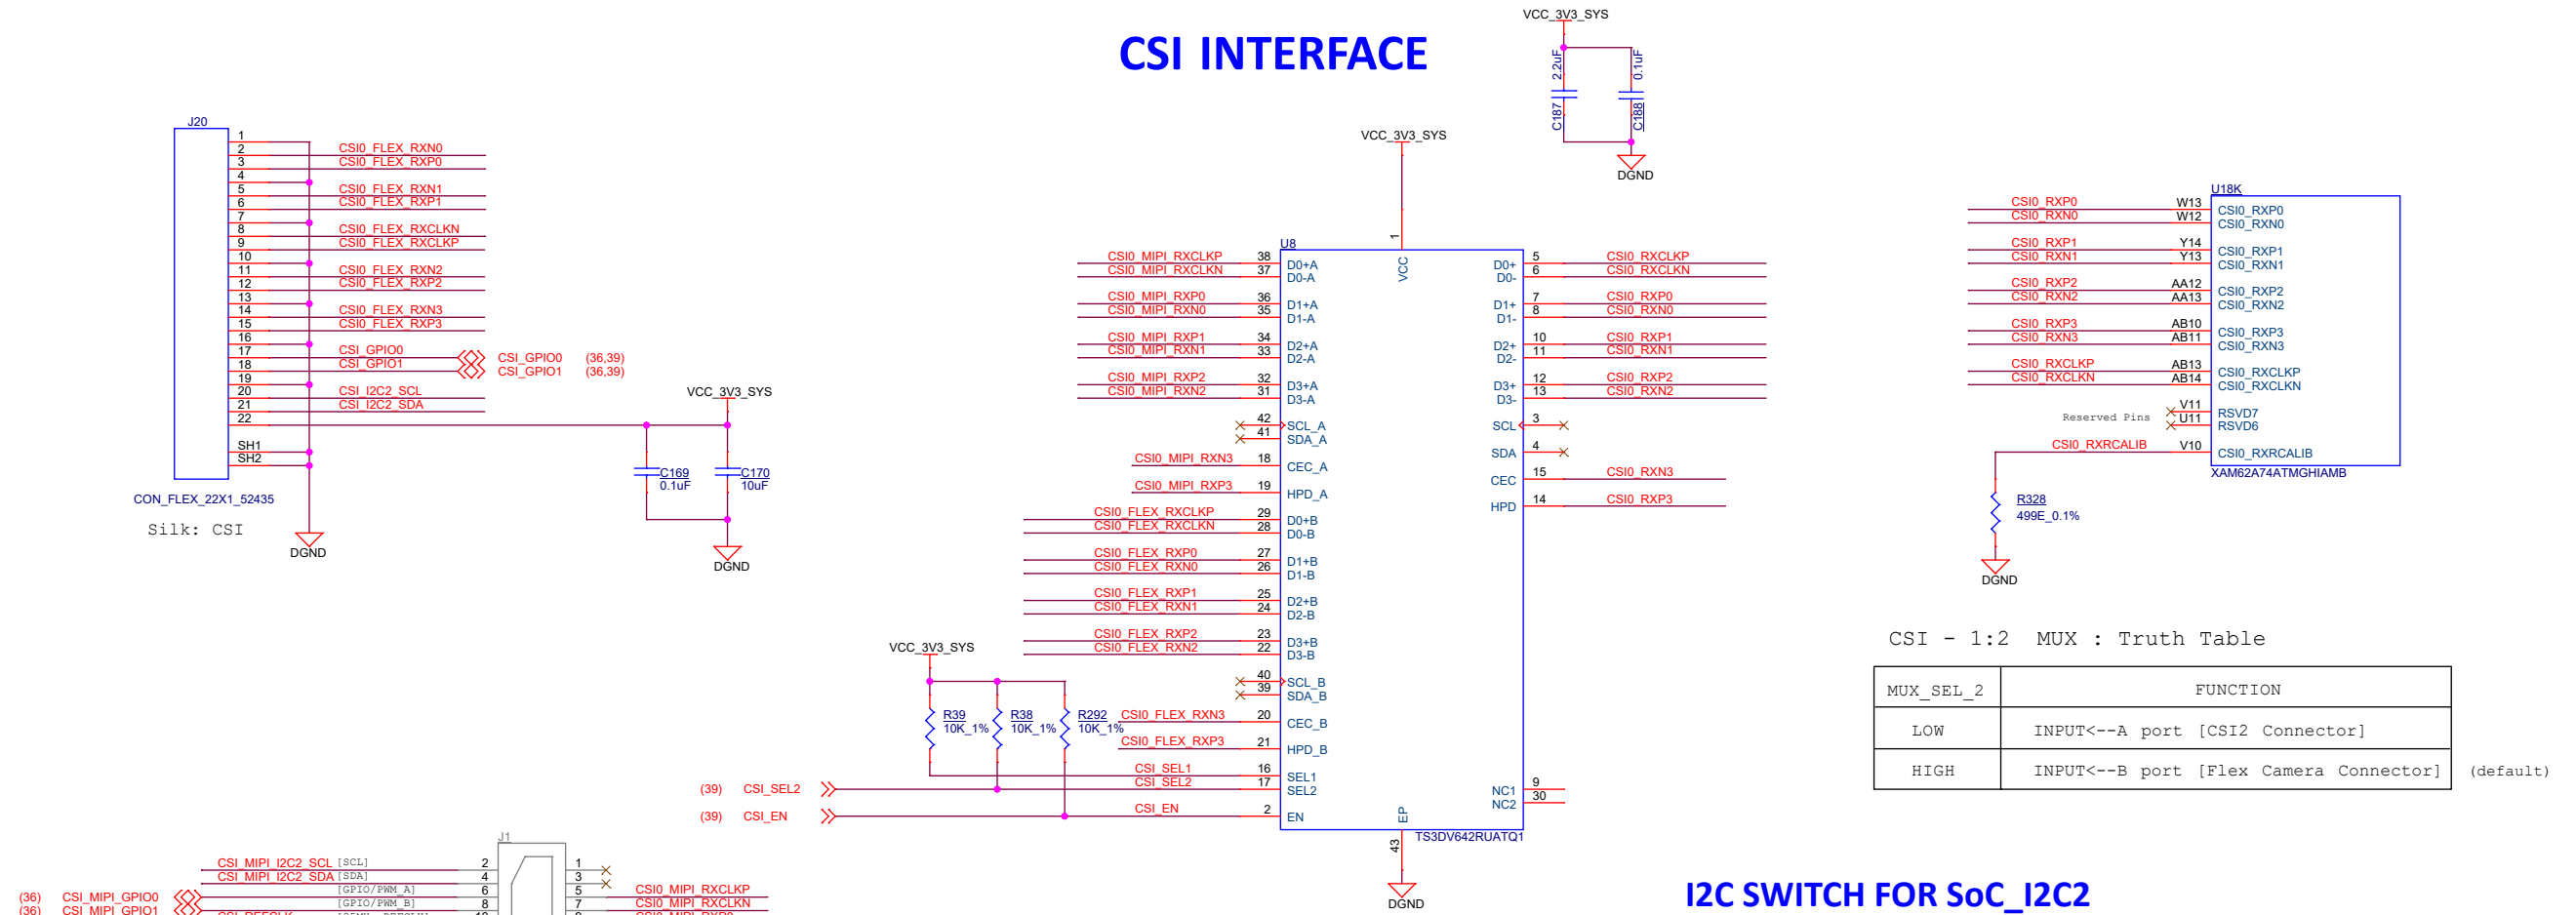 CSI INTERFACE
VCC_3V3_SYS
2.2uF
0.1uF
C187
C188
DGND
J20
1
2 CSI0_FLEX_RXN0
3 CSI0_FLEX_RXP0
4
5 CSI0_FLEX_RXN1
6 CSI0_FLEX_RXP1
7
8 CSI0_FLEX_RXCLKN
9 CSI0_FLEX_RXCLKP
10
11 CSI0_FLEX_RXN2
12 CSI0_FLEX_RXP2
13
14 CSI0_FLEX_RXN3
15 CSI0_FLEX_RXP3
16
17 CSI_GPIO0 CSI_GPIO0 (36,39)
18 CSI_GPIO1 CSI_GPIO1 (36,39)
19
20 CSI_I2C2_SCL
21 CSI_I2C2_SDA
22
SH1
SH2
CON_FLEX_22X1_52435
Silk: CSI
DGND
VCC_3V3_SYS
C169
0.1uF
C170
10uF
DGND
VCC_3V3_SYS
1
U8
VCC
CSI0_MIPI_RXCLKP 38 D0+A D0+ 5 CSI0_RXCLKP
CSI0_MIPI_RXCLKN 37 D0-A D0- 6 CSI0_RXCLKN
CSI0_MIPI_RXP0 36 D1+A D1+ 7 CSI0_RXP0
CSI0_MIPI_RXN0 35 D1-A D1- 8 CSI0_RXN0
CSI0_MIPI_RXP1 34 D2+A D2+ 10 CSI0_RXP1
CSI0_MIPI_RXN1 33 D2-A D2- 11 CSI0_RXN1
CSI0_MIPI_RXP2 32 D3+A D3+ 12 CSI0_RXP2
CSI0_MIPI_RXN2 31 D3-A D3- 13 CSI0_RXN2
42 SCL_A SCL 3
41 SDA_A
SDA 4
CSI0_MIPI_RXN3 18 CEC_A
CEC 15 CSI0_RXN3
CSI0_MIPI_RXP3 19 HPD_A
HPD 14 CSI0_RXP3
CSI0_FLEX_RXCLKP 29 D0+B
CSI0_FLEX_RXCLKN 28 D0-B
CSI0_FLEX_RXP0 27 D1+B
CSI0_FLEX_RXN0 26 D1-B
CSI0_FLEX_RXP1 25 D2+B
CSI0_FLEX_RXN1 24 D2-B
CSI0_FLEX_RXP2 23 D3+B
CSI0_FLEX_RXN2 22 D3-B
40 SCL_B
39 SDA_B
CSI0_FLEX_RXN3 20 CEC_B
CSI0_FLEX_RXP3 21 HPD_B
CSI_SEL1 16 SEL1
CSI_SEL2 17 SEL2
CSI_EN 2 EN
NC1 9
NC2 30
EP
43
TS3DV642RUATQ1
DGND
VCC_3V3_SYS
R39
10K_1%
R38
10K_1%
R292
10K_1%
(39) CSI_SEL2
(39) CSI_EN
U18K
CSI0_RXP0 W13 CSI0_RXP0
CSI0_RXN0 W12 CSI0_RXN0
CSI0_RXP1 Y14 CSI0_RXP1
CSI0_RXN1 Y13 CSI0_RXN1
CSI0_RXP2 AA12 CSI0_RXP2
CSI0_RXN2 AA13 CSI0_RXN2
CSI0_RXP3 AB10 CSI0_RXP3
CSI0_RXN3 AB11 CSI0_RXN3
CSI0_RXCLKP AB13 CSI0_RXCLKP
CSI0_RXCLKN AB14 CSI0_RXCLKN
V11 RSVD7
Reserved Pins U11 RSVD6
CSI0_RXRCALIB V10 CSI0_RXRCALIB
XAM62A74ATMGHIAMB
R328
499E_0.1%
DGND
CSI - 1:2 MUX : Truth Table
MUX_SEL_2 FUNCTION
LOW INPUT<--A port [CSI2 Connector]
HIGH INPUT<--B port [Flex Camera Connector] (default)
J1
CSI_MIPI_I2C2_SCL [SCL] 2 1
CSI_MIPI_I2C2_SDA [SDA] 4 3
(36) CSI_MIPI_GPIO0 [GPIO/PWM_A] 6 5 CSI0_MIPI_RXCLKP
(36) CSI_MIPI_GPIO1 [GPIO/PWM_B] 8 7 CSI0_MIPI_RXCLKN
I2C SWITCH FOR SoC_I2C2